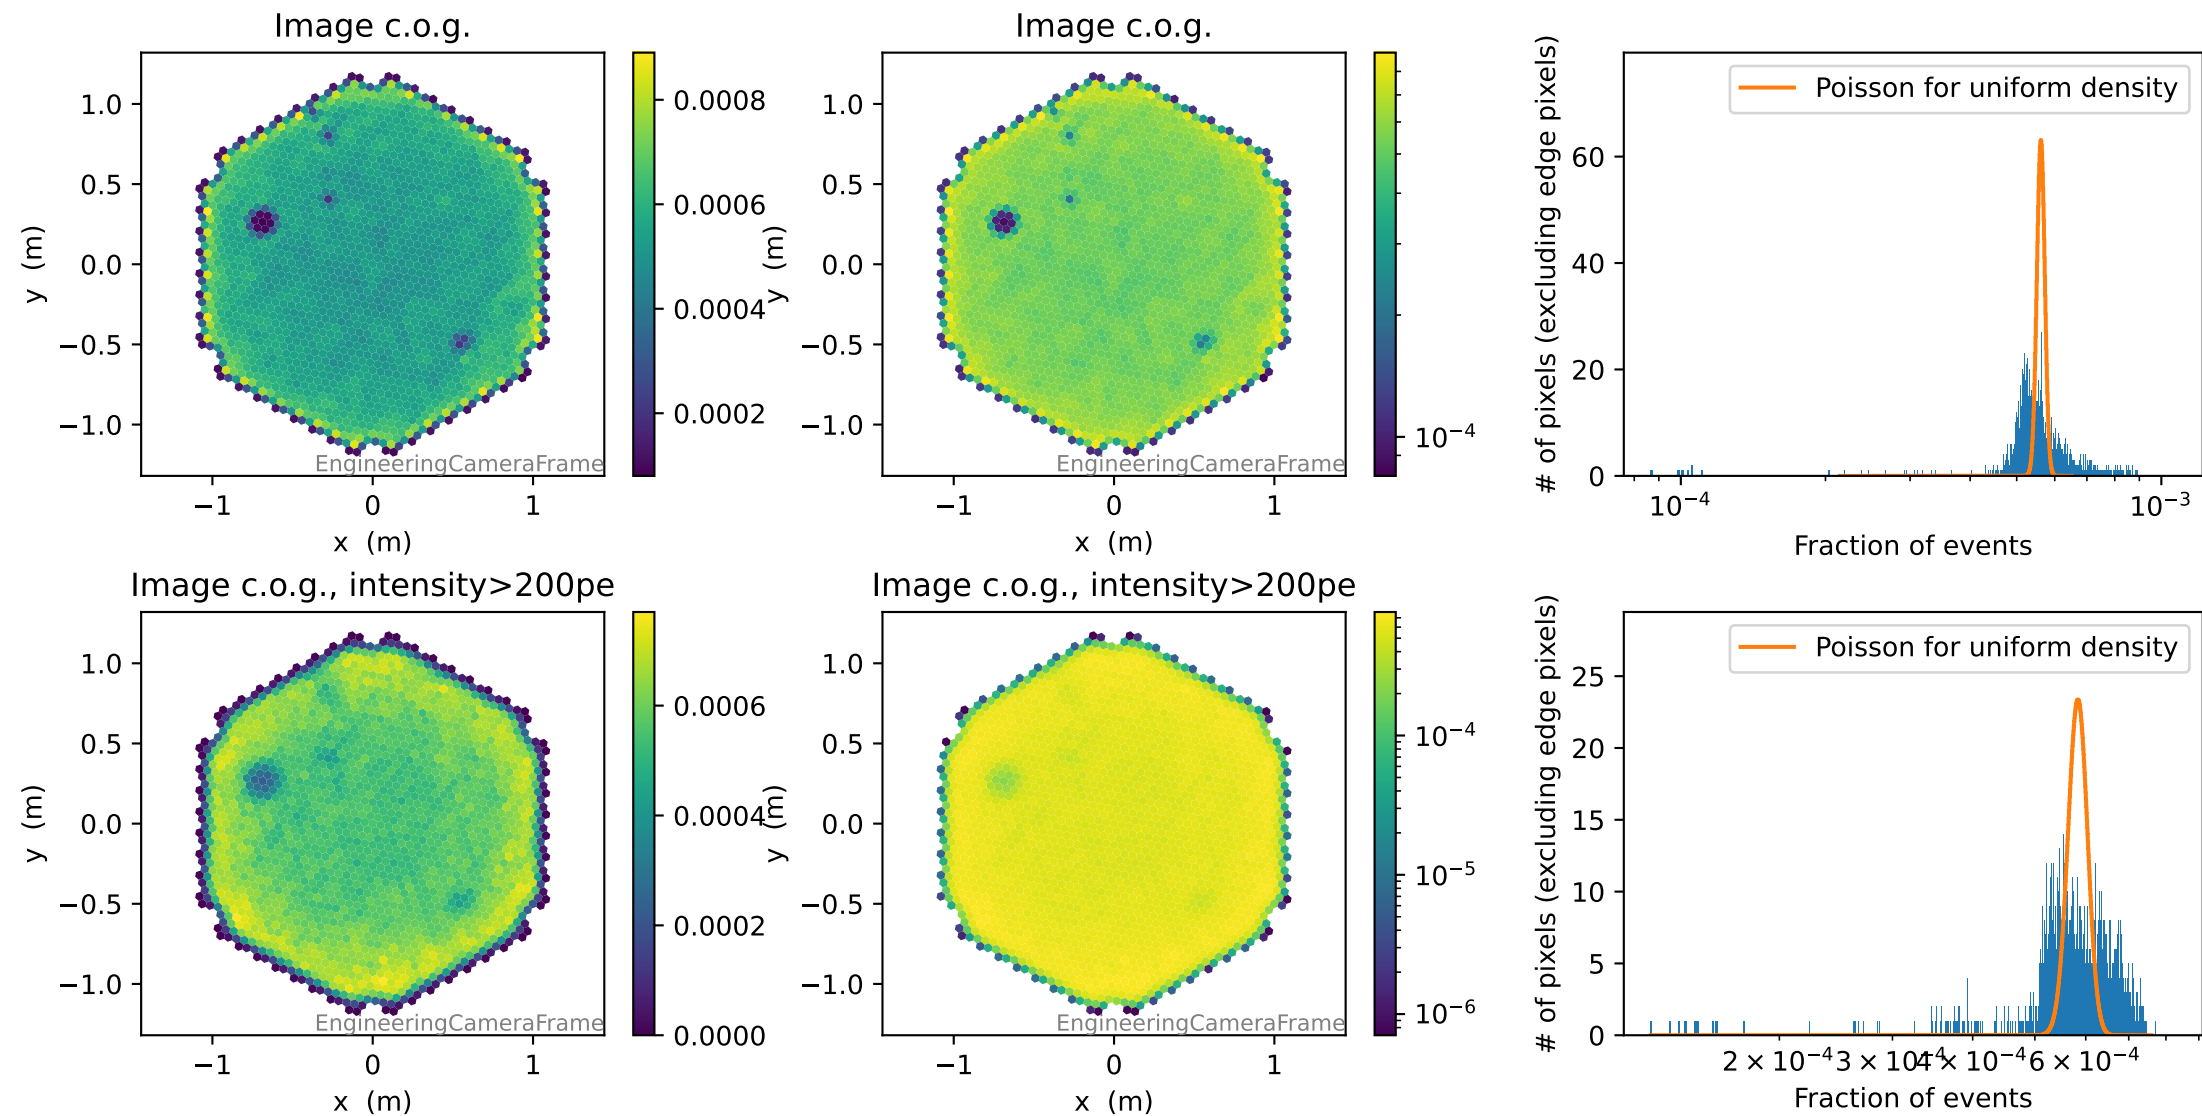 Image c.o.g.
1.0
0.5
0.0
−0.5
−1.0
y (m)
−1 0 1
x (m)
EngineeringCameraFrame
0.0008
0.0006
0.0004
0.0002
Image c.o.g.
1.0
0.5
0.0
−0.5
−1.0
y (m)
−1 0 1
x (m)
EngineeringCameraFrame
10⁻⁴
# of pixels (excluding edge pixels)
60
40
20
0
Poisson for uniform density
10⁻⁴ 10⁻³
Fraction of events
Image c.o.g., intensity>200pe
1.0
0.5
0.0
−0.5
−1.0
y (m)
−1 0 1
x (m)
EngineeringCameraFrame
0.0006
0.0004
0.0002
0.0000
Image c.o.g., intensity>200pe
1.0
0.5
0.0
−0.5
−1.0
y (m)
−1 0 1
x (m)
EngineeringCameraFrame
10⁻⁴
10⁻⁵
10⁻⁶
# of pixels (excluding edge pixels)
25
20
15
10
5
0
Poisson for uniform density
2 × 10⁻⁴ 3 × 10⁻⁴ 4 × 10⁻⁴ 6 × 10⁻⁴
Fraction of events